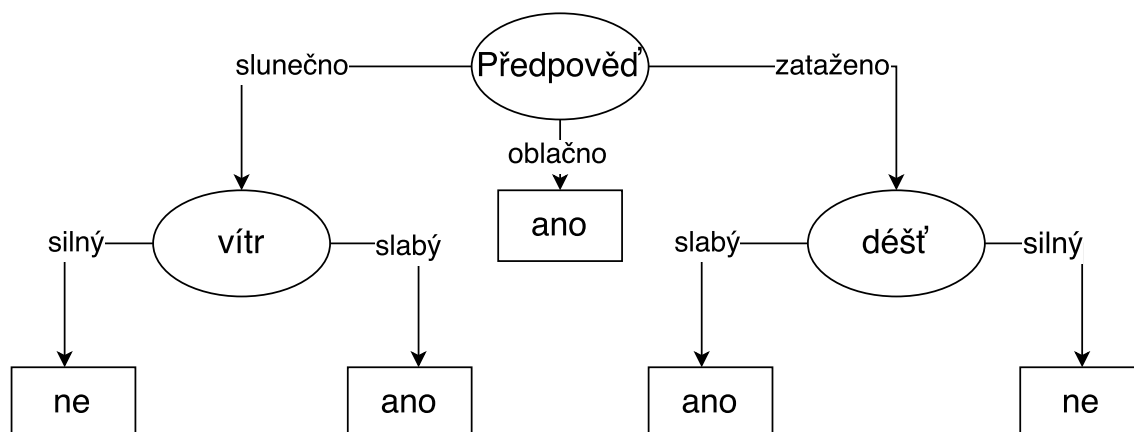 slunečno
Předpověď
zataženo
oblačno
ano
silný
vítr
slabý
slabý
déšť
silný
ne
ano
ano
ne